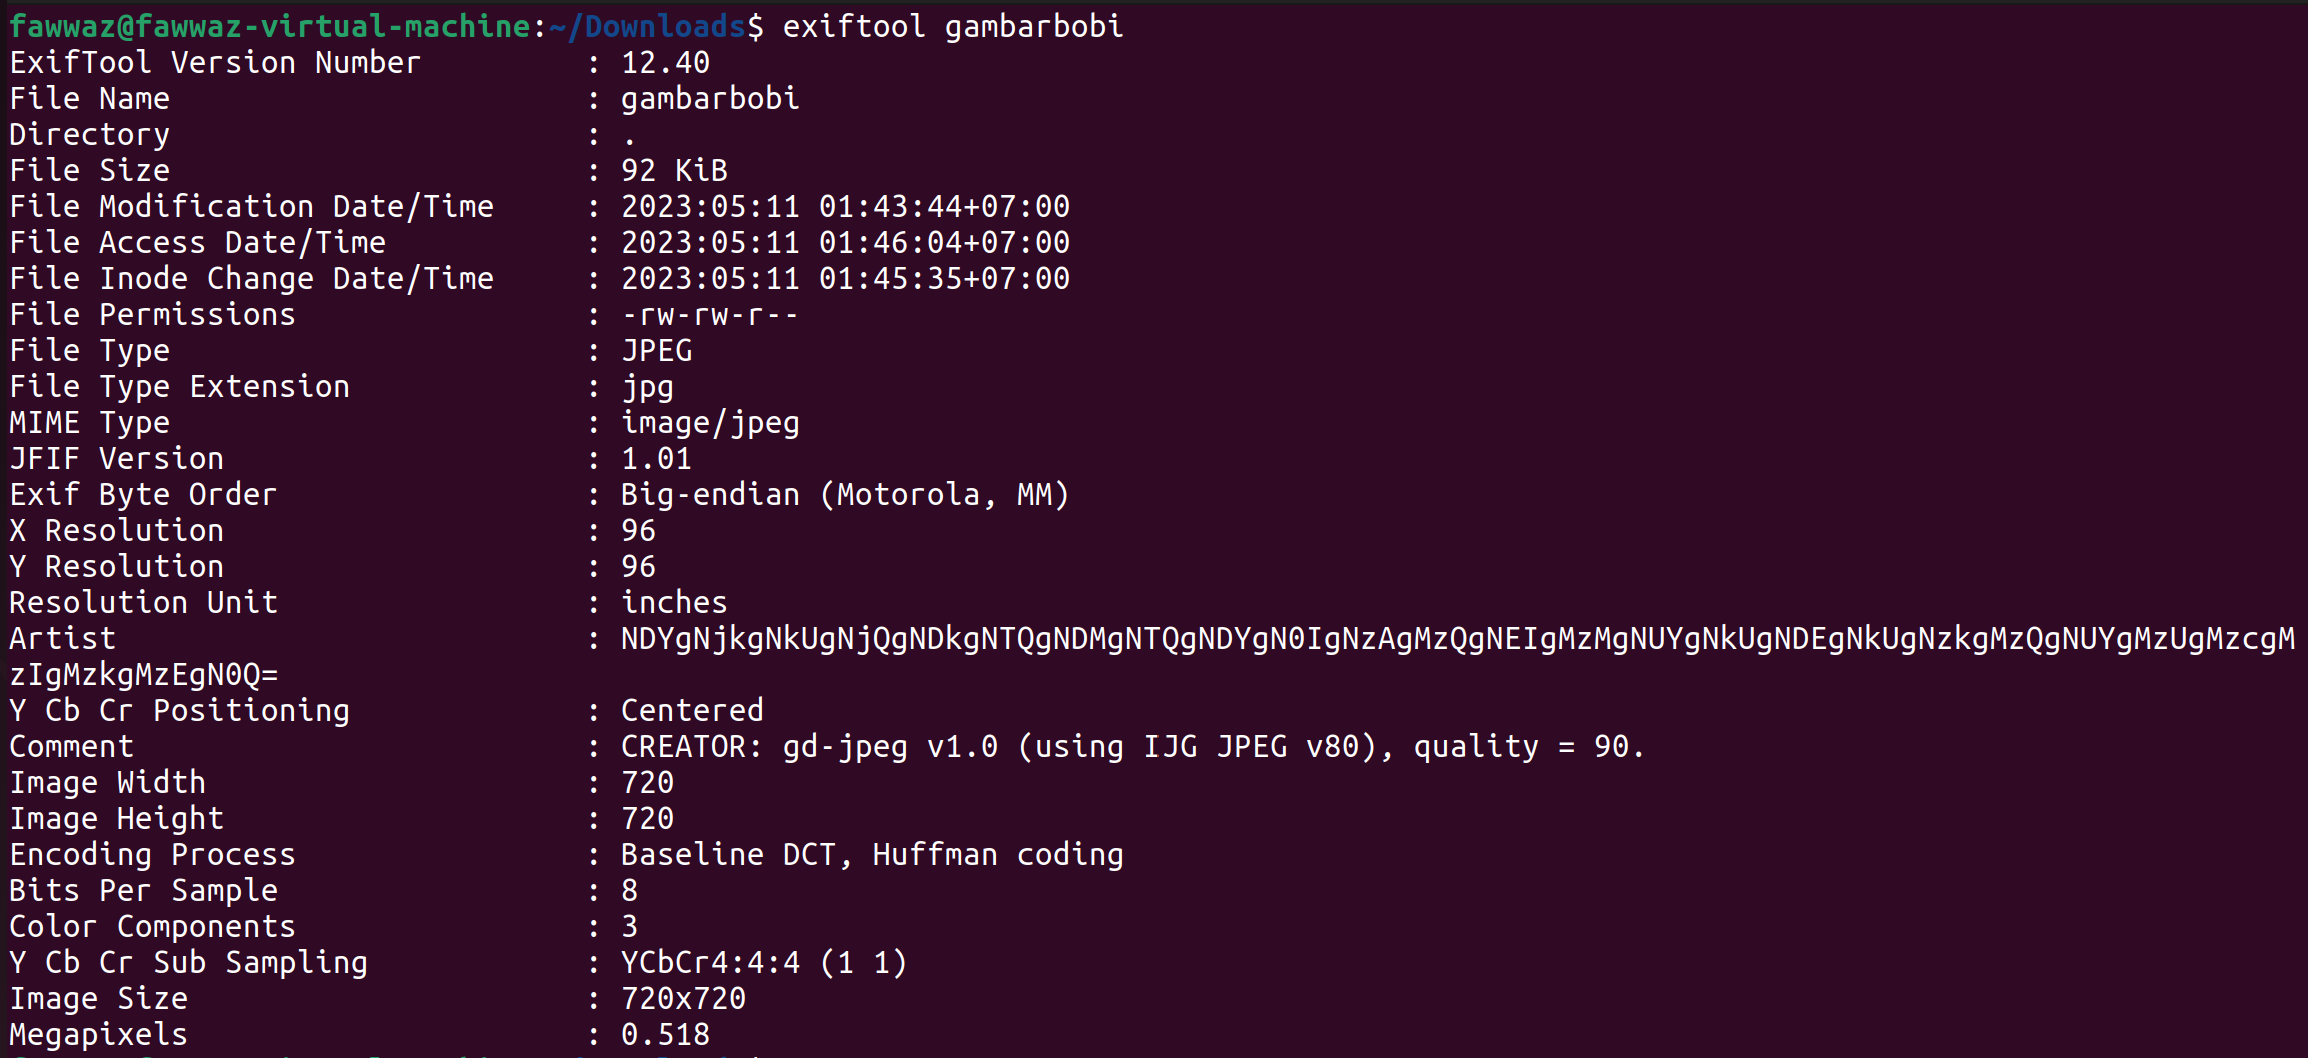 fawwaz@fawwaz-virtual-machine:~/Downloads$ exiftool gambarbobi
ExifTool Version Number         : 12.40
File Name                       : gambarbobi
Directory                       : .
File Size                       : 92 KiB
File Modification Date/Time     : 2023:05:11 01:43:44+07:00
File Access Date/Time           : 2023:05:11 01:46:04+07:00
File Inode Change Date/Time     : 2023:05:11 01:45:35+07:00
File Permissions                : -rw-rw-r--
File Type                       : JPEG
File Type Extension             : jpg
MIME Type                       : image/jpeg
JFIF Version                    : 1.01
Exif Byte Order                 : Big-endian (Motorola, MM)
X Resolution                    : 96
Y Resolution                    : 96
Resolution Unit                 : inches
Artist                          : NDYgNjkgNkUgNjQgNDkgNTQgNDMgNTQgNDYgN0IgNzAgMzQgNEIgMzMgNUYgNkUgNDEgNkUgNzkgMzQgNUYgMzUgMzcgM
zIgMzkgMzEgN0Q=
Y Cb Cr Positioning             : Centered
Comment                         : CREATOR: gd-jpeg v1.0 (using IJG JPEG v80), quality = 90.
Image Width                     : 720
Image Height                    : 720
Encoding Process                : Baseline DCT, Huffman coding
Bits Per Sample                 : 8
Color Components                : 3
Y Cb Cr Sub Sampling            : YCbCr4:4:4 (1 1)
Image Size                      : 720x720
Megapixels                      : 0.518